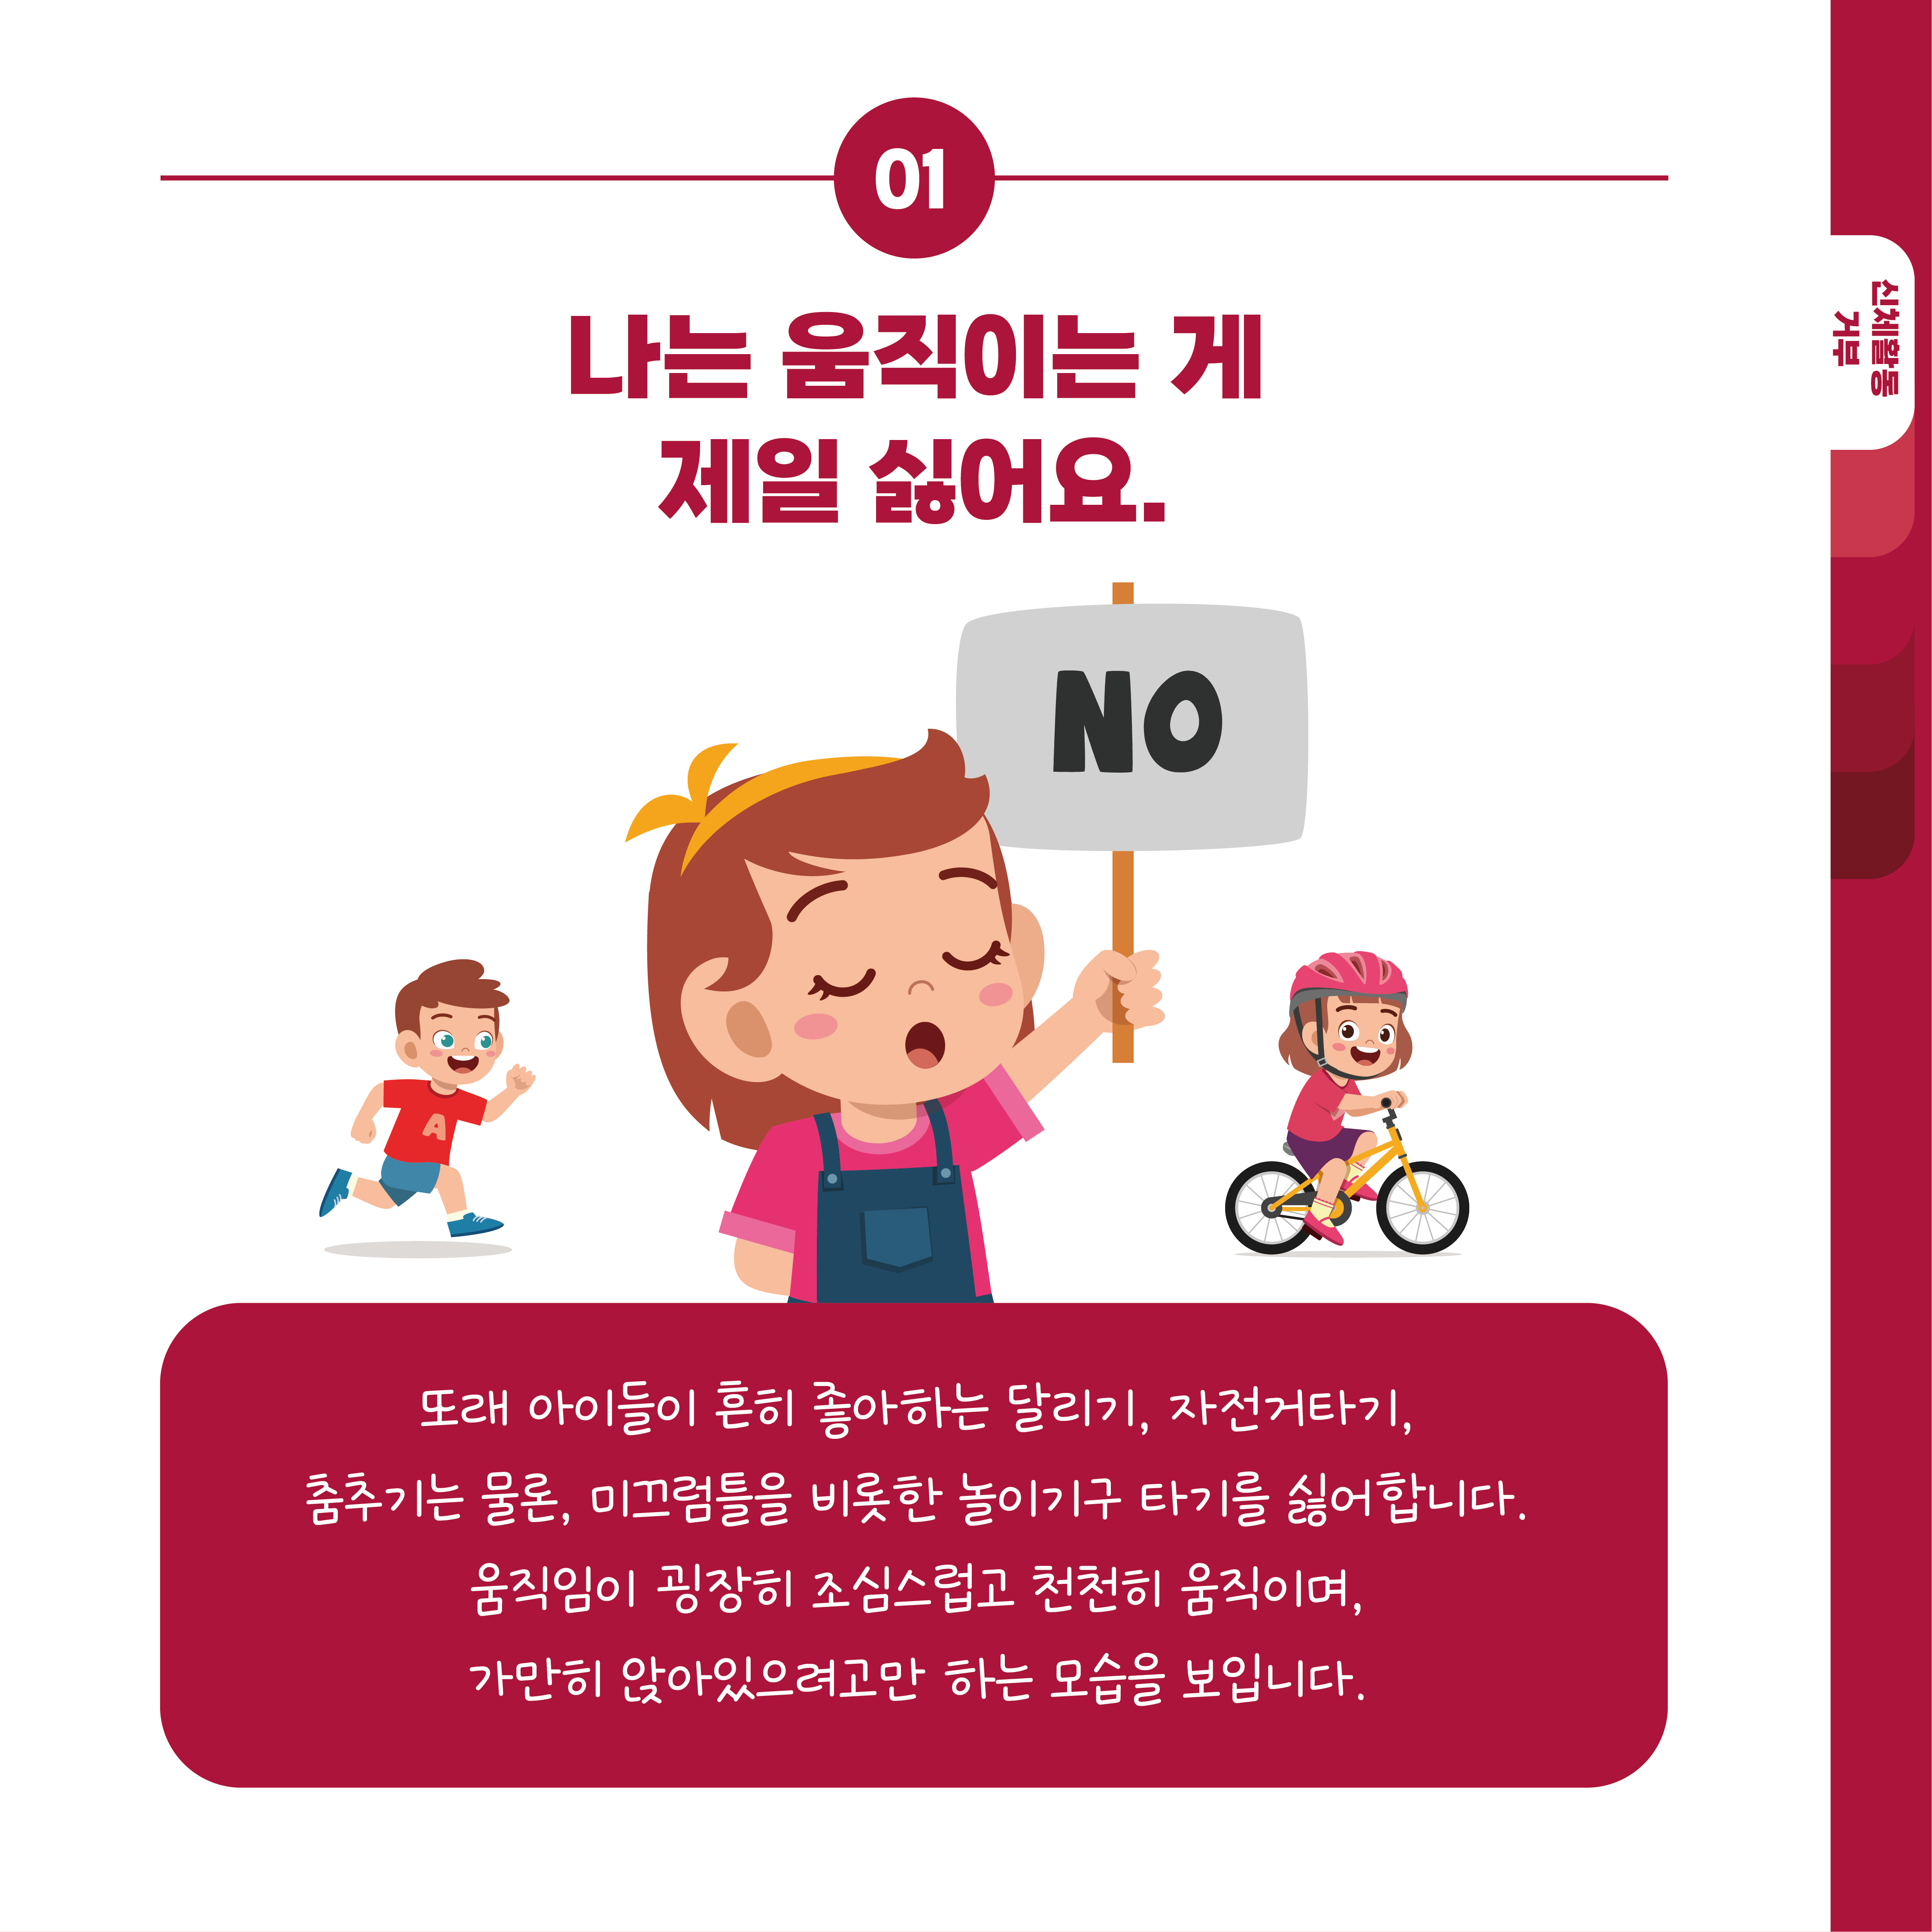 01
나는 움직이는 게
제일 싫어요.
신체활동
거부
NO
A
또래 아이들이 흔히 좋아하는 달리기, 자전거타기,
춤추기는 물론, 미끄럼틀을 비롯한 놀이기구 타기를 싫어합니다.
움직임이 굉장히 조심스럽고 천천히 움직이며,
가만히 앉아있으려고만 하는 모습을 보입니다.